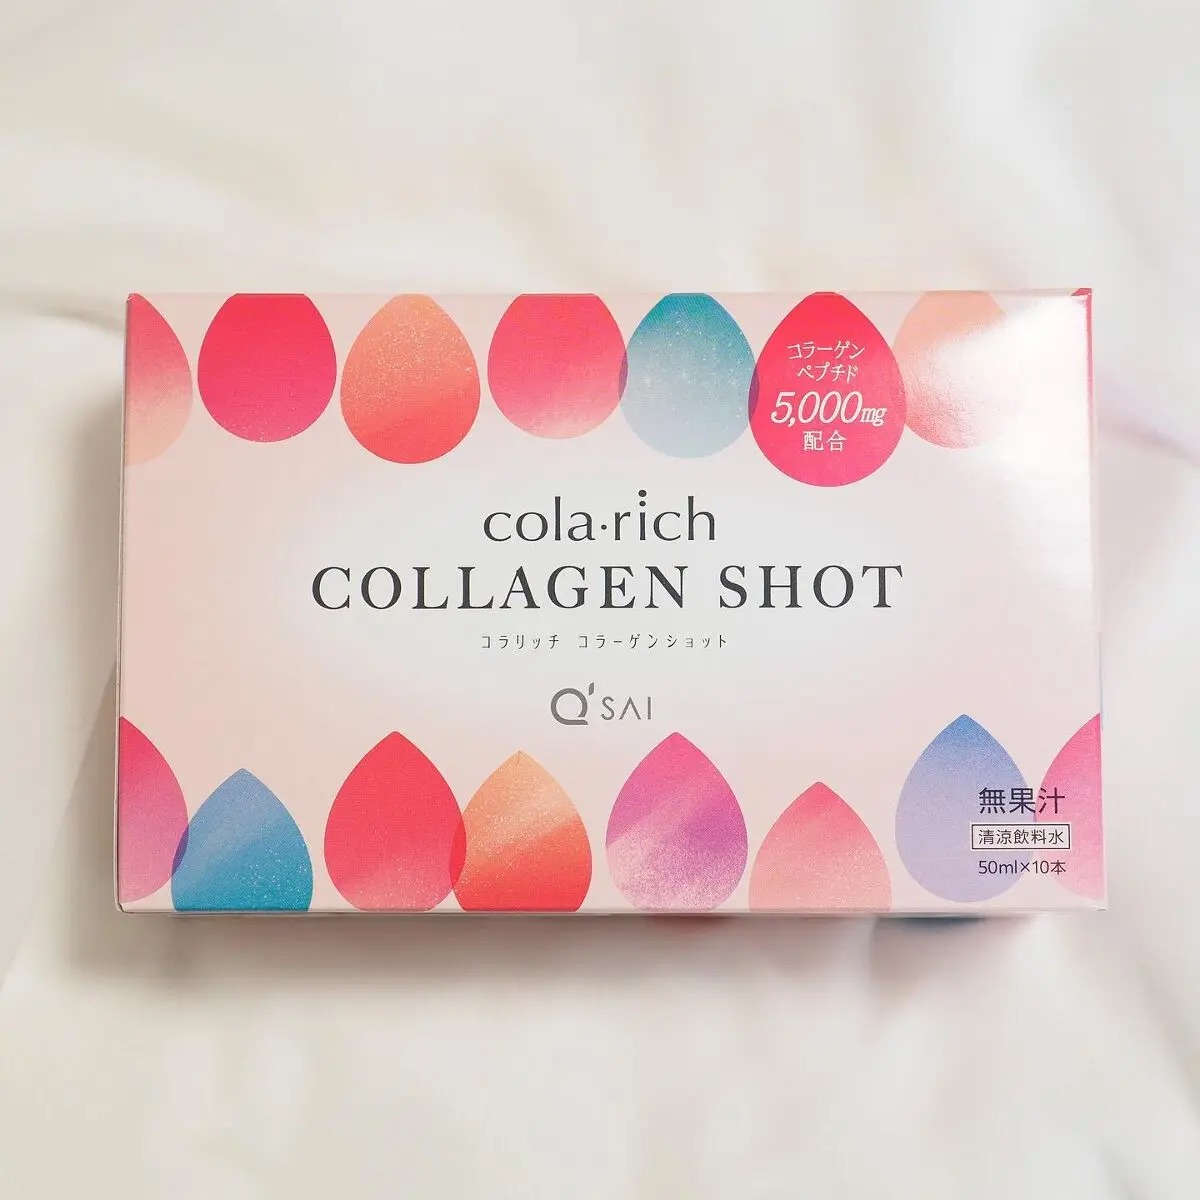 コラーゲン
ペプチド
5,000mg
配合
cola·rich
COLLAGEN SHOT
コラリッチ コラーゲンショット
Q'SAI
無果汁
清涼飲料水
50ml×10本